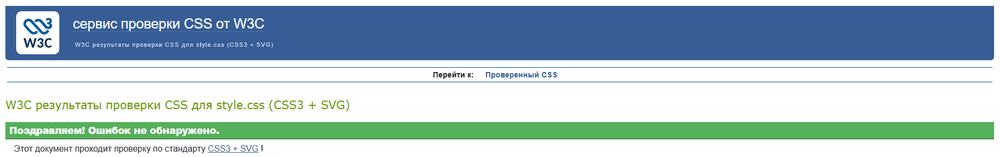 W3C
сервис проверки CSS от W3C
W3C результаты проверки CSS для style.css (CSS3 + SVG)
Перейти к: Проверенный CSS
W3C результаты проверки CSS для style.css (CSS3 + SVG)
Поздравляем! Ошибок не обнаружено.
Этот документ проходит проверку по стандарту CSS3 + SVG !